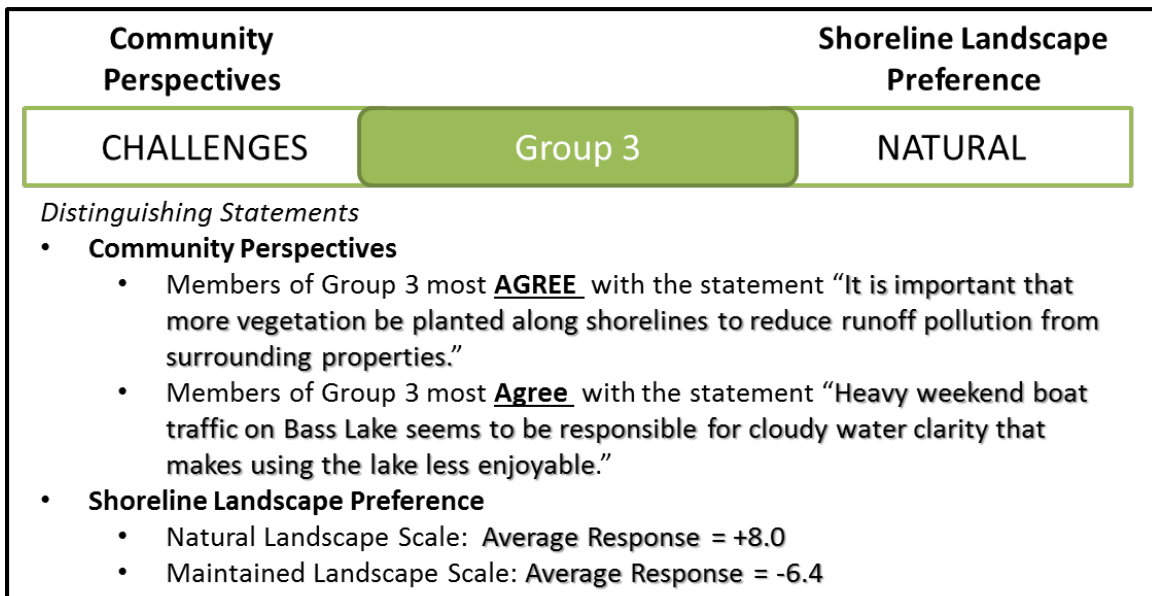 Community
Perspectives
Shoreline Landscape
Preference
CHALLENGES
Group 3
NATURAL
Distinguishing Statements
• Community Perspectives
• Members of Group 3 most AGREE with the statement “It is important that
more vegetation be planted along shorelines to reduce runoff pollution from
surrounding properties.”
• Members of Group 3 most Agree with the statement “Heavy weekend boat
traffic on Bass Lake seems to be responsible for cloudy water clarity that
makes using the lake less enjoyable.”
• Shoreline Landscape Preference
• Natural Landscape Scale: Average Response = +8.0
• Maintained Landscape Scale: Average Response = -6.4